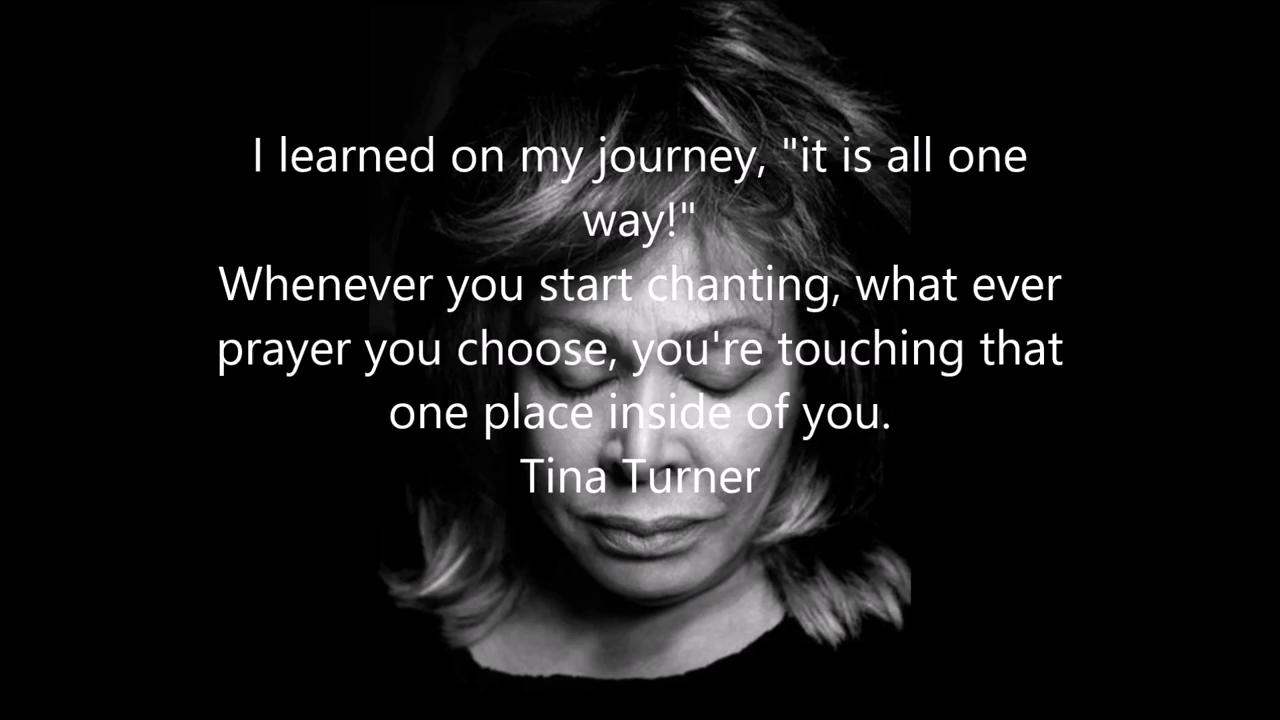 I learned on my journey, "it is all one
way!"
Whenever you start chanting, what ever
prayer you choose, you're touching that
one place inside of you.
Tina Turner